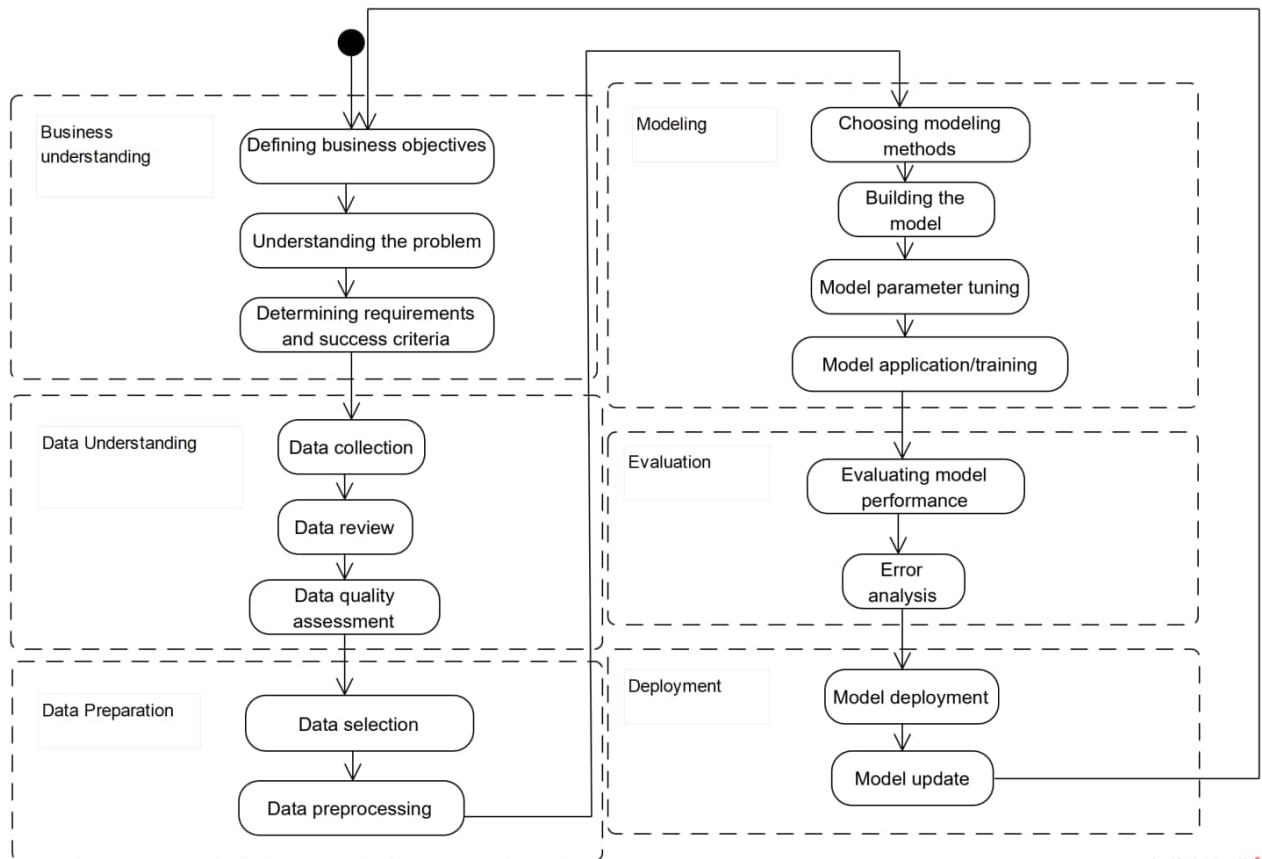 Business
understanding
Defining business objectives
Understanding the problem
Determining requirements
and success criteria
Data Understanding
Data collection
Data review
Data quality
assessment
Data Preparation
Data selection
Data preprocessing
Modeling
Choosing modeling
methods
Building the
model
Model parameter tuning
Model application/training
Evaluation
Evaluating model
performance
Error
analysis
Deployment
Model deployment
Model update